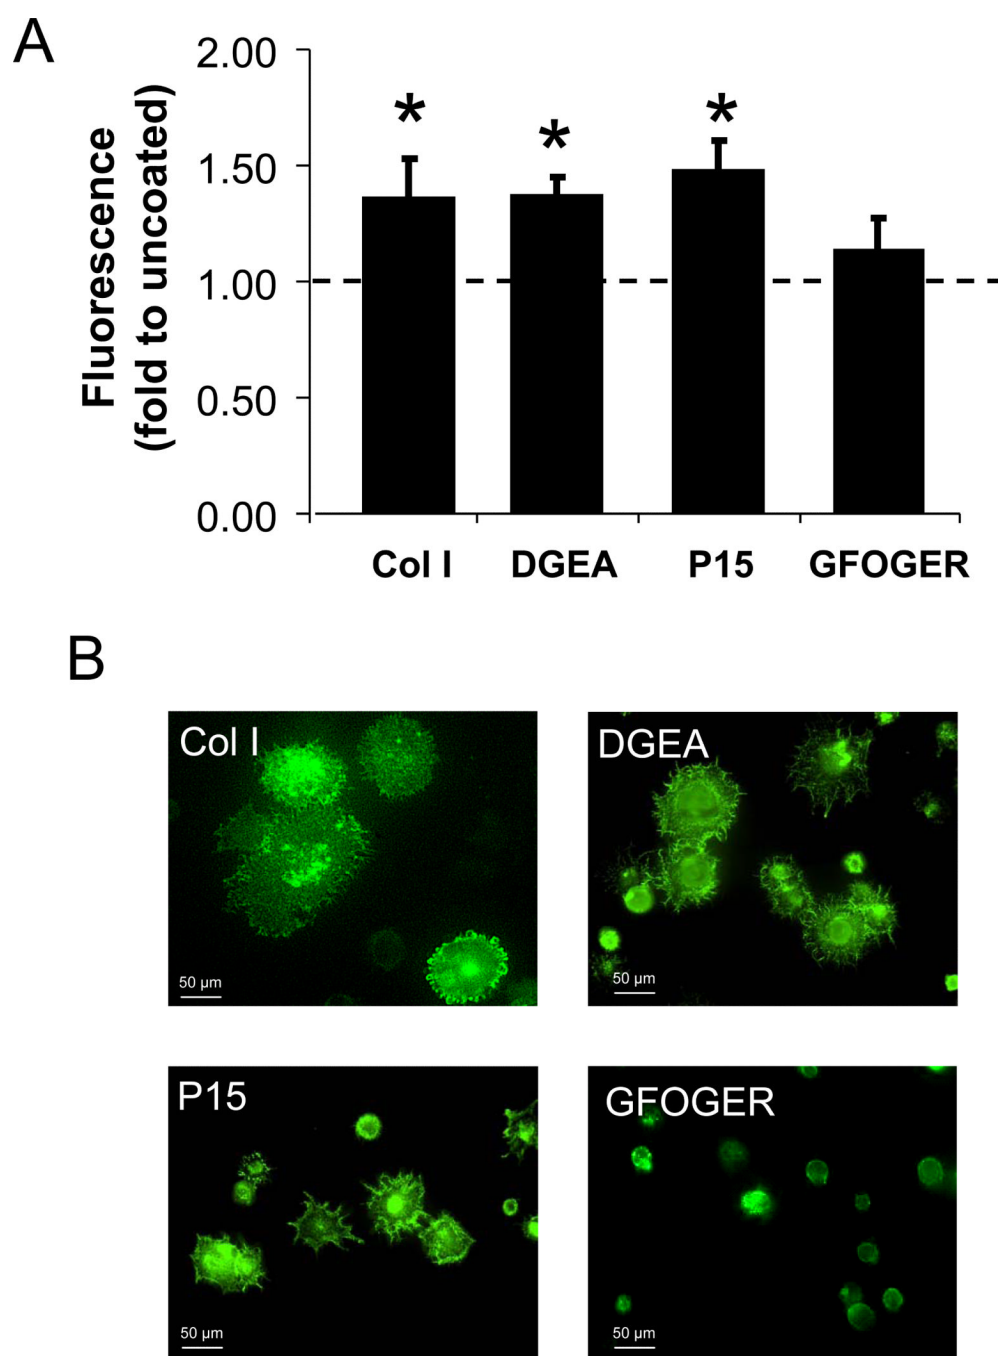 A
Fluorescence
(fold to uncoated)
2.00
1.50
1.00
0.50
0.00
*
*
*
Col I
DGEA
P15
GFOGER
B
Col I
50 µm
DGEA
50 µm
P15
50 µm
GFOGER
50 µm